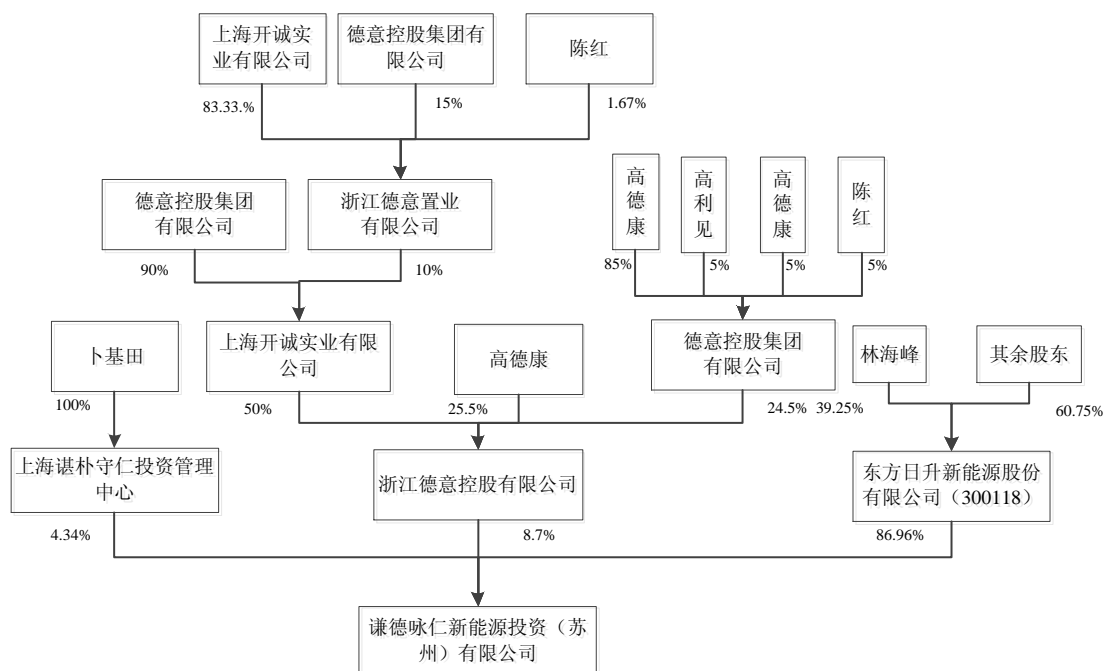 上海开诚实业有限公司
德意控股集团有限公司
陈红
83.33.%
15%
1.67%
德意控股集团有限公司
浙江德意置业有限公司
高德康
高利见
高德康
陈红
90%
10%
85%
5%
5%
5%
卜基田
上海开诚实业有限公司
高德康
德意控股集团有限公司
林海峰
其余股东
100%
50%
25.5%
24.5%
39.25%
60.75%
上海谌朴守仁投资管理中心
浙江德意控股有限公司
东方日升新能源股份有限公司（300118）
4.34%
8.7%
86.96%
谦德咏仁新能源投资（苏州）有限公司